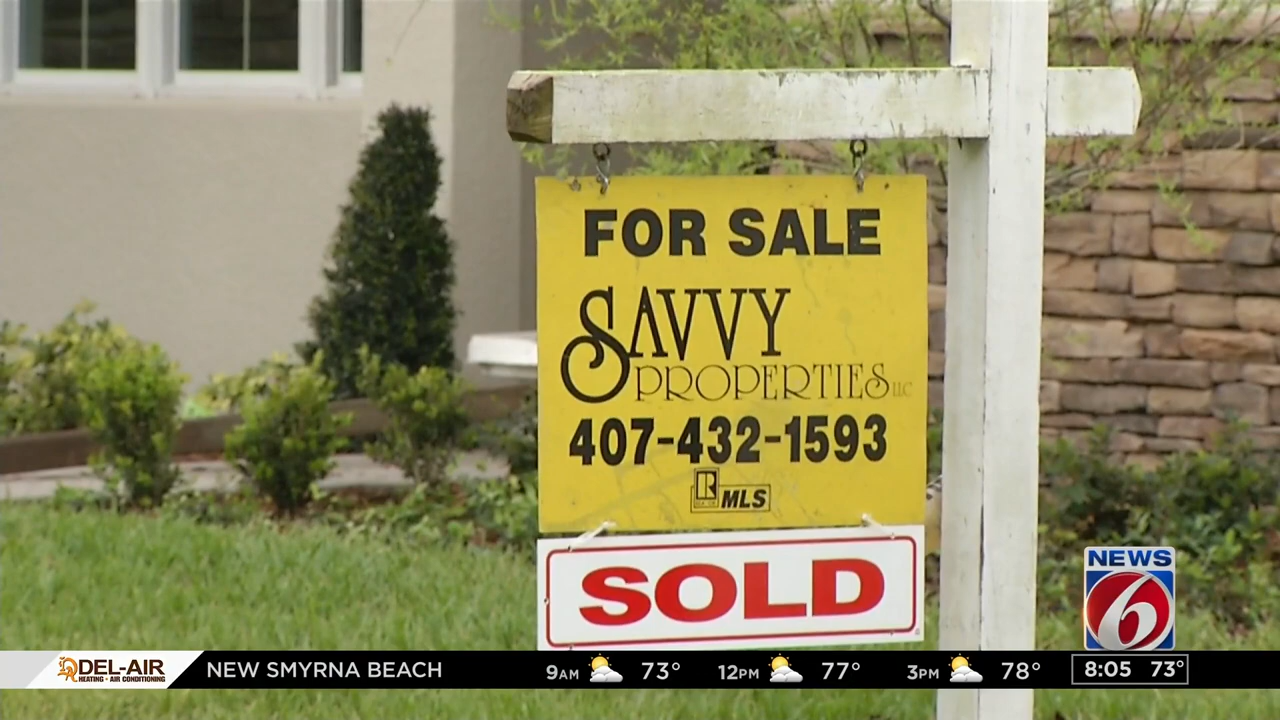 FOR SALE
SAVVY
PROPERTIES LLC
407-432-1593
R MLS
SOLD
NEWS
6
DEL-AIR
HEATING - AIR CONDITIONING
NEW SMYRNA BEACH
9AM 73° 12PM 77° 3PM 78°
8:05 73°